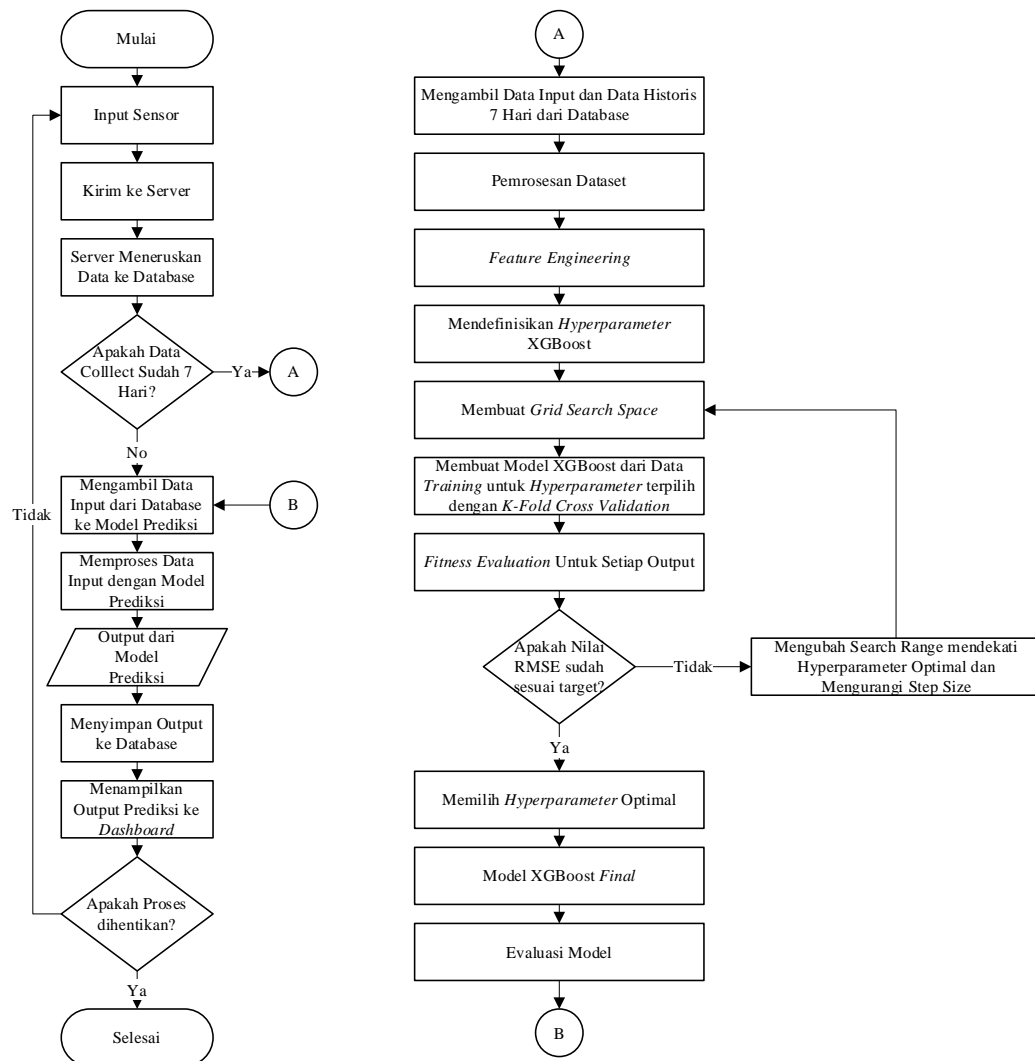 Mulai
Input Sensor
Kirim ke Server
Server Meneruskan
Data ke Database
Apakah Data
Colllect Sudah 7
Hari?
Ya
A
No
Mengambil Data
Input dari Database
ke Model Prediksi
B
Tidak
Memproses Data
Input dengan Model
Prediksi
Output dari
Model
Prediksi
Menyimpan Output
ke Database
Menampilkan
Output Prediksi ke
Dashboard
Apakah Proses
dihentikan?
Ya
Selesai
A
Mengambil Data Input dan Data Historis
7 Hari dari Database
Pemrosesan Dataset
Feature Engineering
Mendefinisikan Hyperparameter
XGBoost
Membuat Grid Search Space
Membuat Model XGBoost dari Data
Training untuk Hyperparameter terpilih
dengan K-Fold Cross Validation
Fitness Evaluation Untuk Setiap Output
Apakah Nilai
RMSE sudah
sesuai target?
Tidak
Mengubah Search Range mendekati
Hyperparameter Optimal dan
Mengurangi Step Size
Ya
Memilih Hyperparameter Optimal
Model XGBoost Final
Evaluasi Model
B